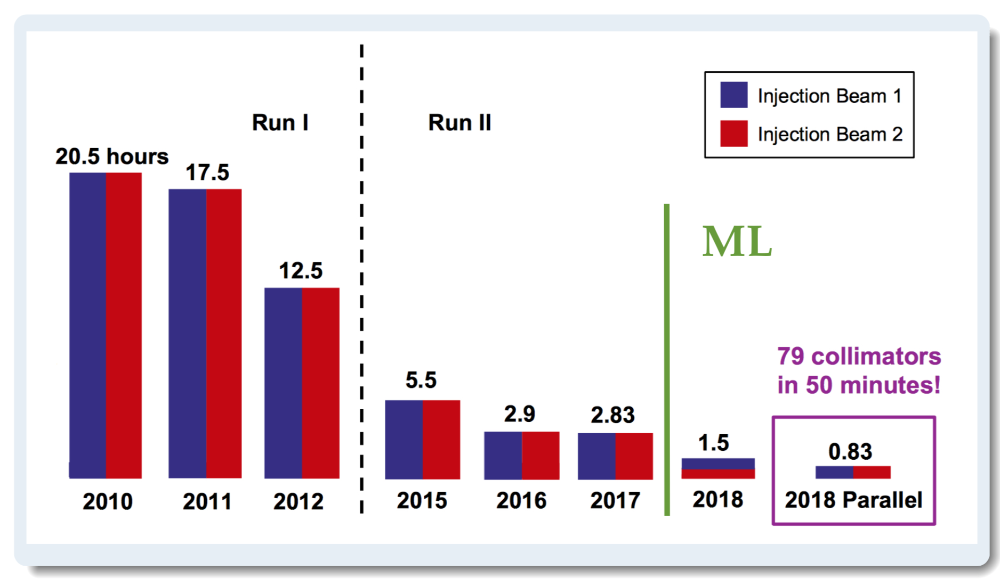 Run I
Run II
Injection Beam 1
Injection Beam 2
20.5 hours
17.5
12.5
5.5
2.9
2.83
ML
1.5
79 collimators
in 50 minutes!
0.83
2010
2011
2012
2015
2016
2017
2018
2018 Parallel